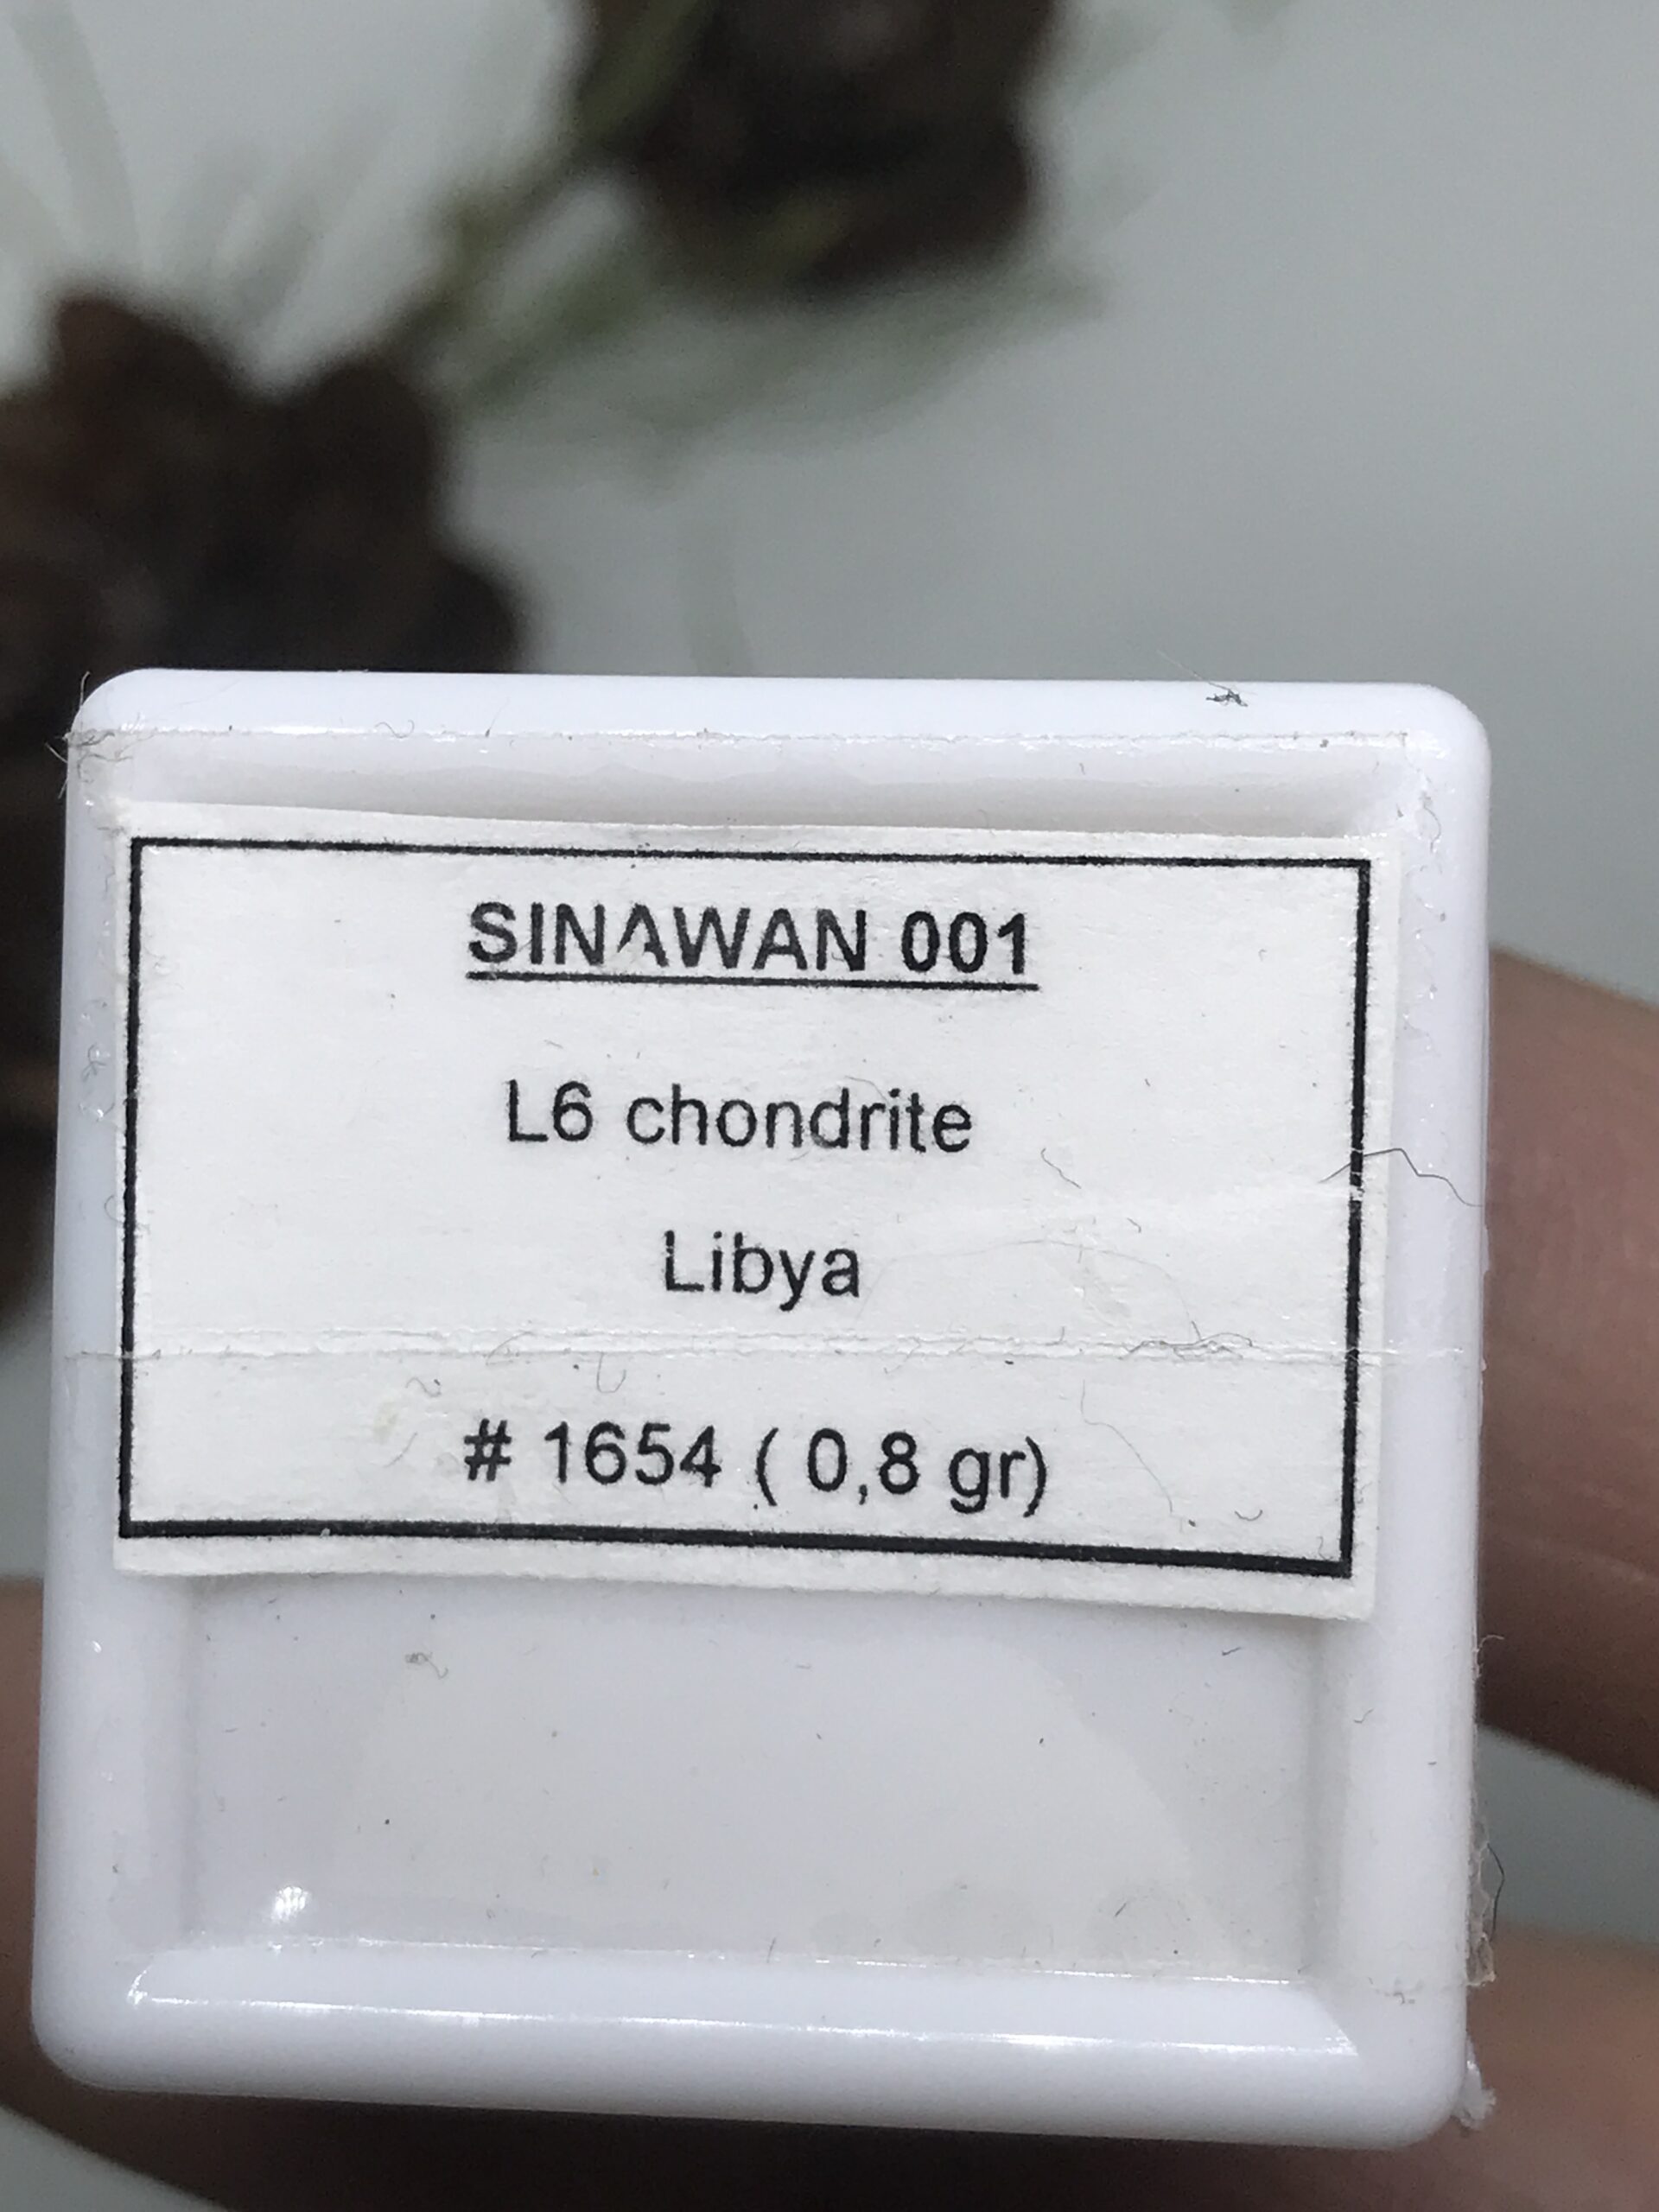 SINAWAN 001
L6 chondrite
Libya
# 1654 ( 0,8 gr)